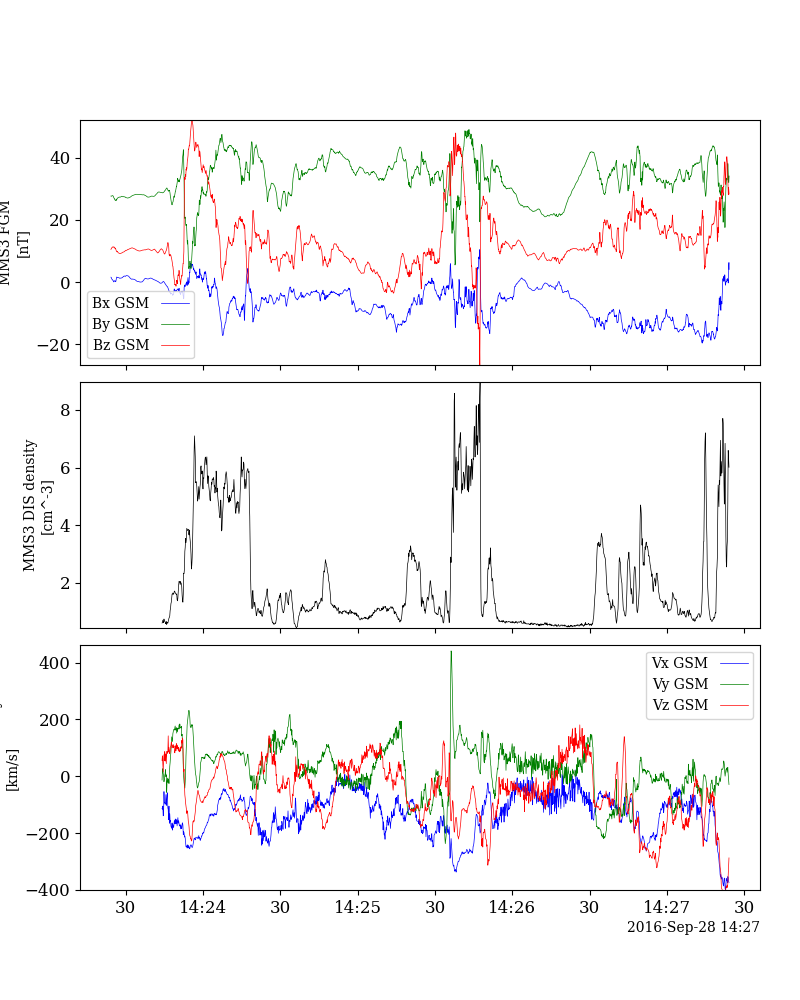 40
20
0
−20
MMS3 FGM
[nT]
Bx GSM
By GSM
Bz GSM
8
6
4
2
MMS3 DIS density
[cm^-3]
400
200
0
−200
−400
[km/s]
Vx GSM
Vy GSM
Vz GSM
30 14:24 30 14:25 30 14:26 30 14:27 30
2016-Sep-28 14:27